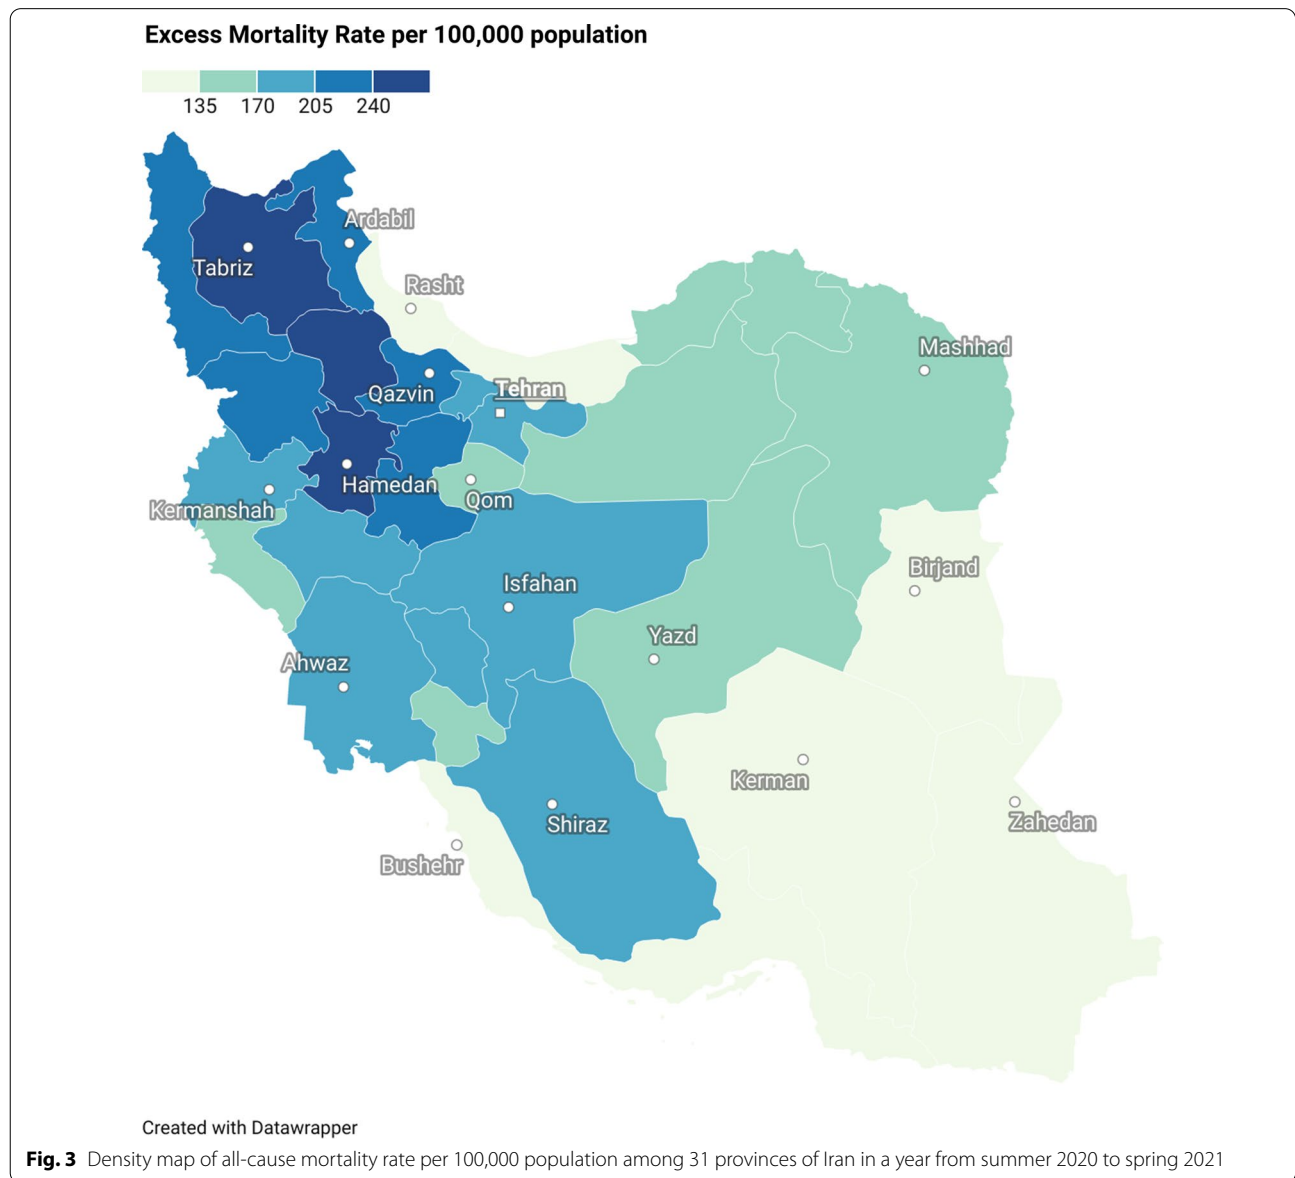 Excess Mortality Rate per 100,000 population
135 170 205 240
Ardabil
Tabriz
Rasht
Mashhad
Tehran
Qazvin
Hamedan
Qom
Kermanshah
Birjand
Isfahan
Yazd
Ahwaz
Kerman
Zahedan
Shiraz
Bushehr
Created with Datawrapper
Fig. 3 Density map of all-cause mortality rate per 100,000 population among 31 provinces of Iran in a year from summer 2020 to spring 2021